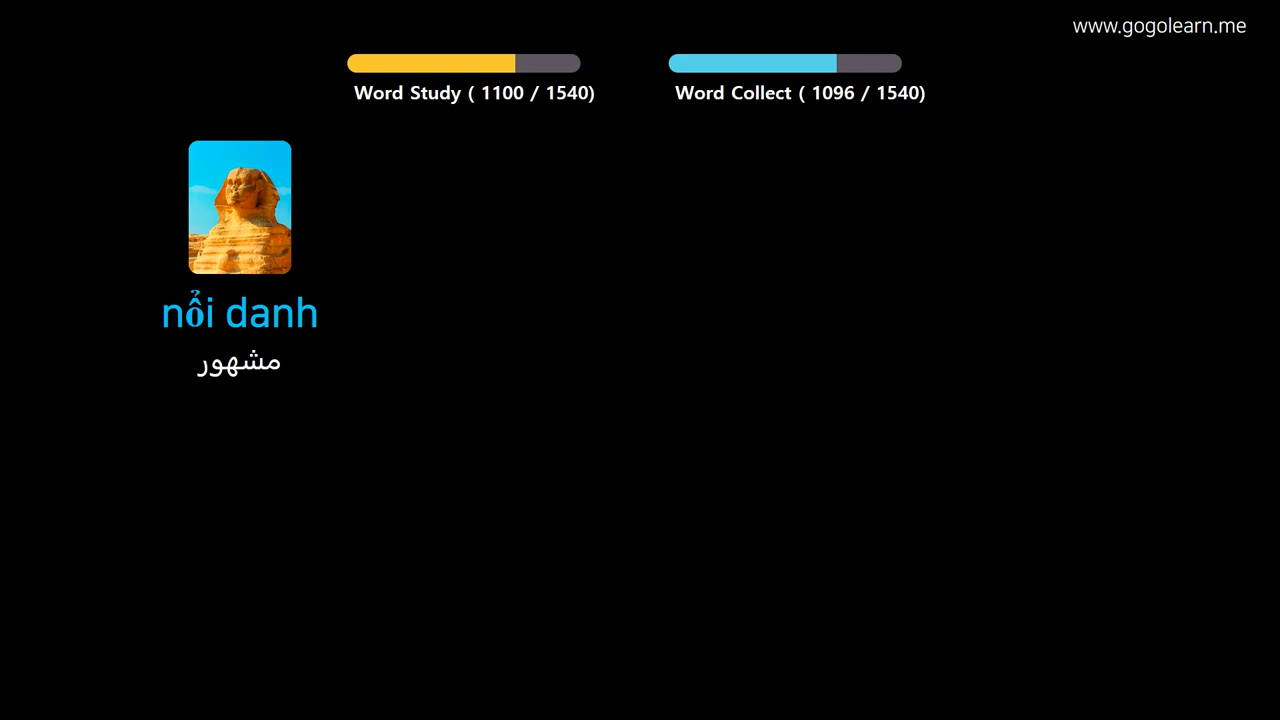 www.gogolearn.me
Word Study ( 1100 / 1540)
Word Collect ( 1096 / 1540)
nổi danh
مشهور